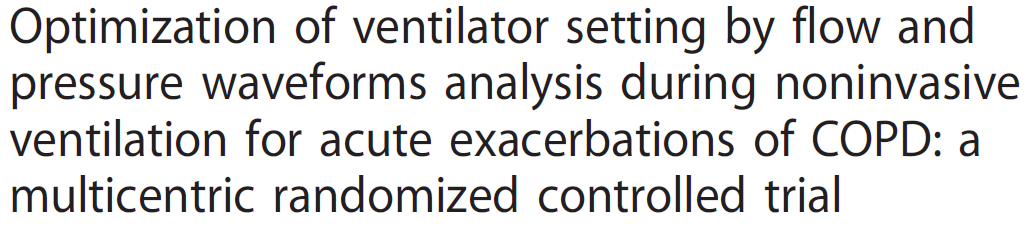 Optimization of ventilator setting by flow and
pressure waveforms analysis during noninvasive
ventilation for acute exacerbations of COPD: a
multicentric randomized controlled trial